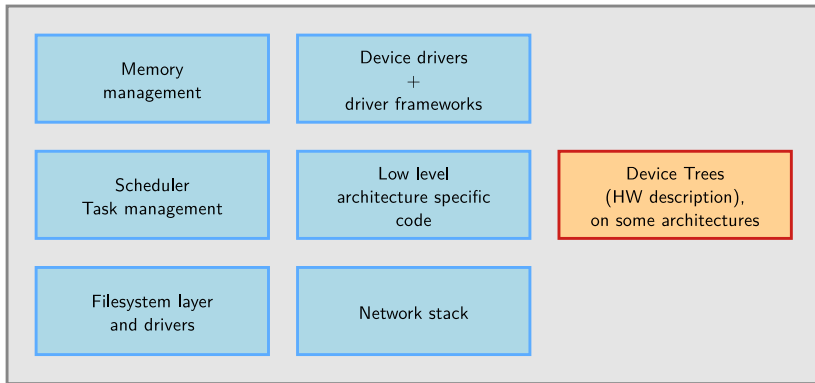 Memory
management
Device drivers
+
driver frameworks
Scheduler
Task management
Low level
architecture specific
code
Device Trees
(HW description),
on some architectures
Filesystem layer
and drivers
Network stack